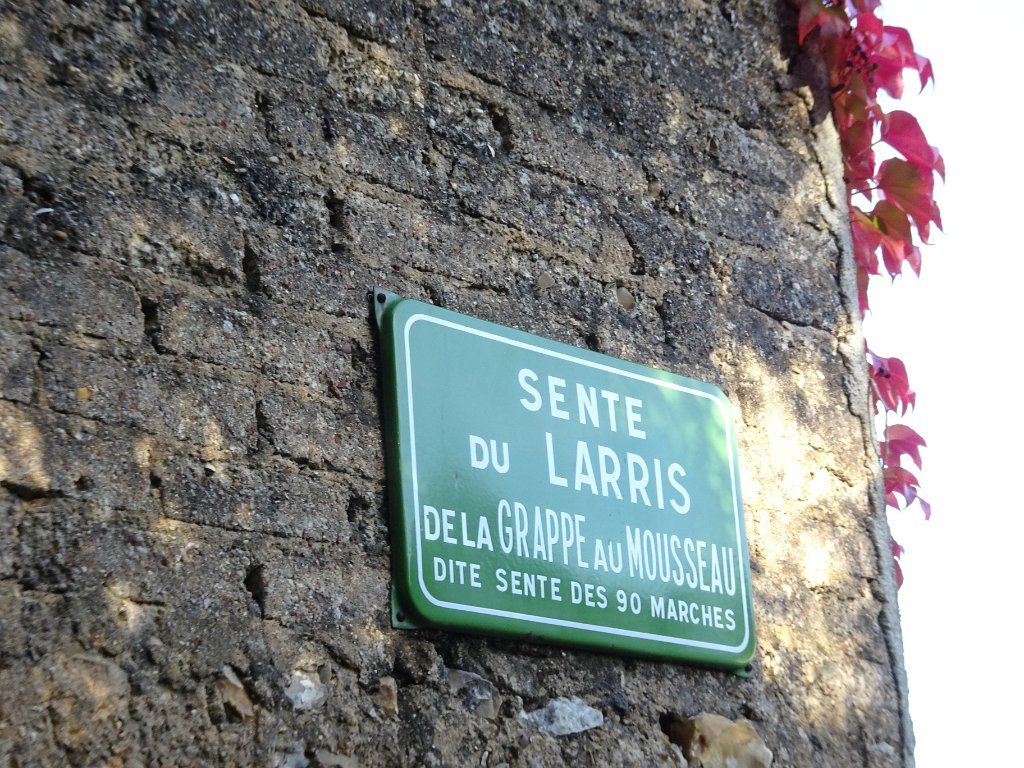 SENTE
DU LARRIS
DE LA GRAPPE AU MOUSSEAU
DITE SENTE DES 90 MARCHES